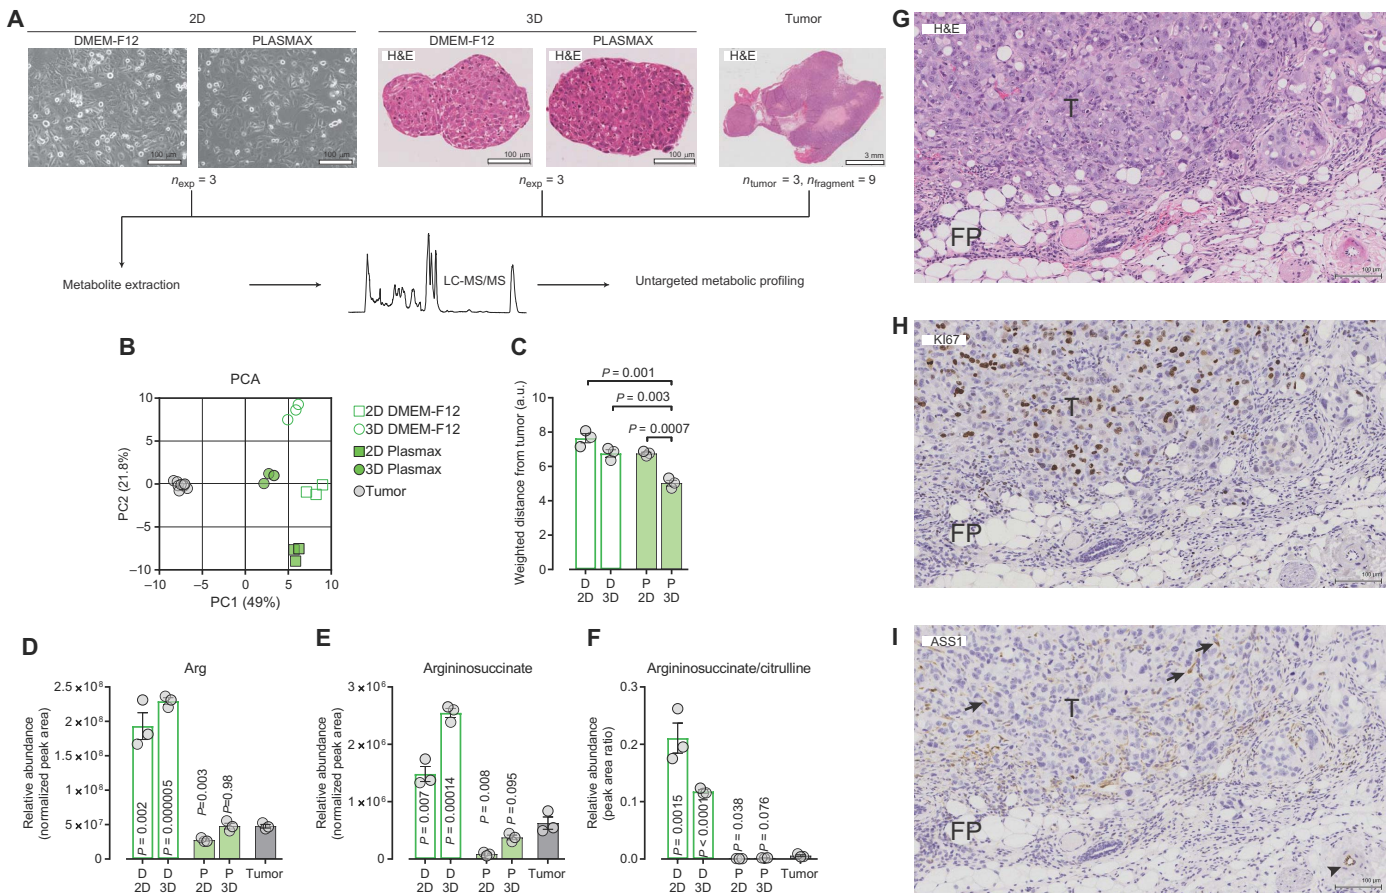 A
2D
3D
Tumor
DMEM-F12
PLASMAX
DMEM-F12
PLASMAX
H&E
H&E
H&E
100 μm
100 μm
100 μm
100 μm
3 mm
nexp = 3
nexp = 3
ntumor = 3, nfragment = 9
Metabolite extraction
LC-MS/MS
Untargeted metabolic profiling
B
PCA
PC2 (21.8%)
10
5
0
–5
–10
–10
–5
0
5
10
PC1 (49%)
2D DMEM-F12
3D DMEM-F12
2D Plasmax
3D Plasmax
Tumor
C
Weighted distance from tumor (a.u.)
10
8
6
4
2
0
P = 0.001
P = 0.003
P = 0.0007
D D P P
2D 3D 2D 3D
D
Arg
Relative abundance
(normalized peak area)
2.5×10⁸
2×10⁸
1×10⁸
1×10⁸
5×10⁷
0
P = 0.002
P = 0.000005
P=0.003
P=0.98
D D P P Tumor
2D 3D 2D 3D
E
Argininosuccinate
Relative abundance
(normalized peak area)
3×10⁶
2×10⁶
1×10⁶
0
P = 0.007
P = 0.00014
P = 0.008
P = 0.095
D D P P Tumor
2D 3D 2D 3D
F
Argininosuccinate/citrulline
Relative abundance
(peak area ratio)
0.3
0.2
0.1
0.0
P = 0.0015
P < 0.0001
P = 0.038
P = 0.076
D D P P Tumor
2D 3D 2D 3D
G
H&E
T
FP
100 μm
H
KI67
T
FP
100 μm
I
ASS1
T
FP
100 μm